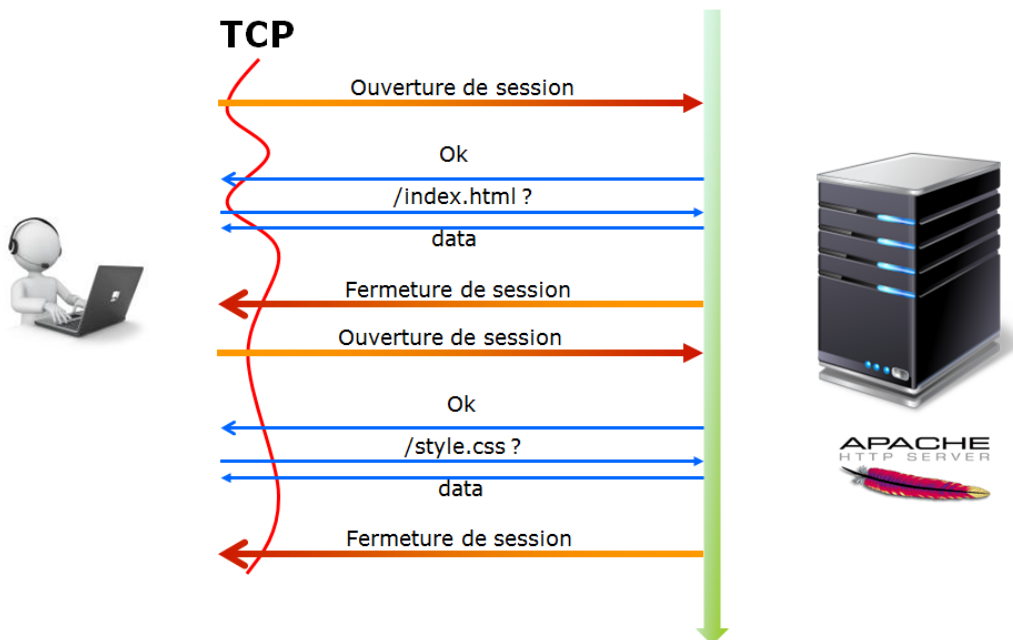 TCP
Ouverture de session
Ok
/index.html ?
data
Fermeture de session
Ouverture de session
Ok
/style.css ?
data
Fermeture de session
APACHE
HTTP SERVER